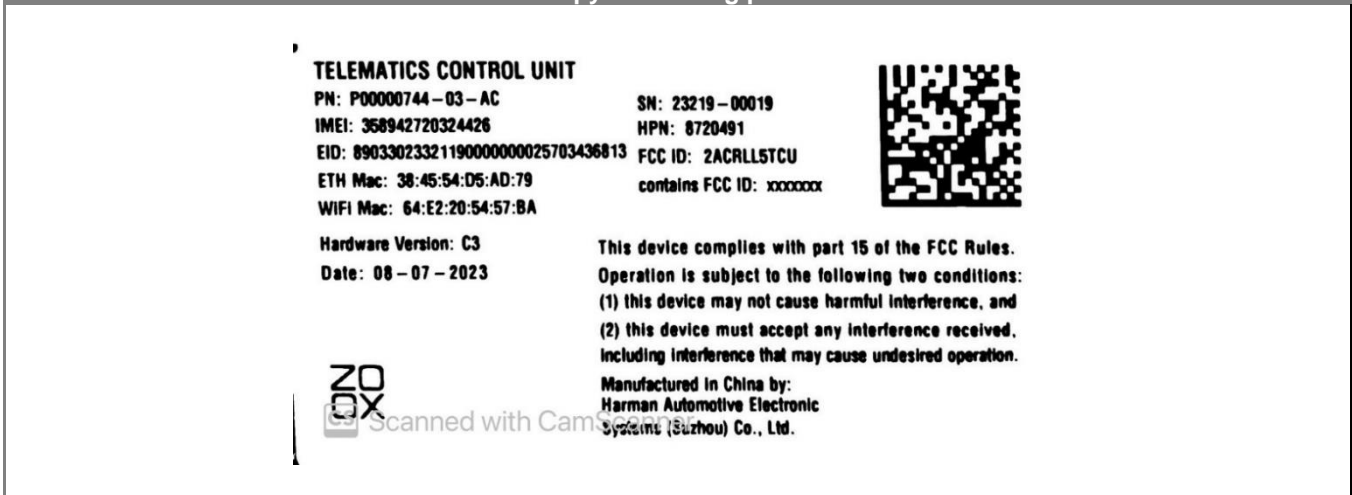 TELEMATICS CONTROL UNIT
PN: P00000744-03-AC
IMEI: 358942720324426
EID: 89033023321190000000025703436813
ETH Mac: 38:45:54:D5:AD:79
WiFi Mac: 64:E2:20:54:57:BA
SN: 23219-00019
HPN: 8720491
FCC ID: 2ACRLL5TCU
contains FCC ID: xxxxxxx
Hardware Version: C3
Date: 08-07-2023
This device complies with part 15 of the FCC Rules.
Operation is subject to the following two conditions:
(1) this device may not cause harmful interference, and
(2) this device must accept any interference received,
including interference that may cause undesired operation.
Manufactured in China by:
Harman Automotive Electronic
Systems (Suzhou) Co., Ltd.
ZO
OX
CS Scanned with CamScanner